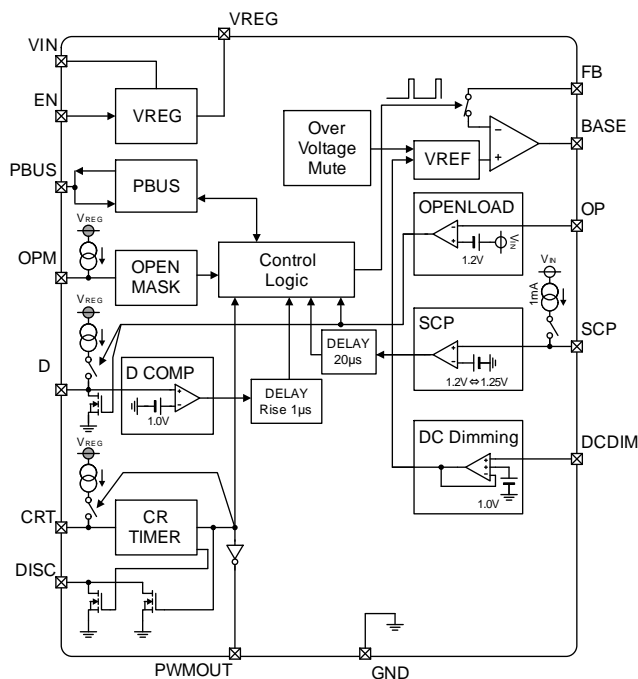 VREG
VIN
EN
VREG
FB
BASE
Over
Voltage
Mute
VREF
PBUS
PBUS
VREG
OPM
OPEN
MASK
Control
Logic
OPENLOAD
1.2V
VIN
OP
VIN
1mA
VREG
D
D COMP
1.0V
DELAY
Rise 1µs
DELAY
20µs
SCP
1.2V ⇔ 1.25V
SCP
VREG
CRT
CR
TIMER
DC Dimming
1.0V
DCDIM
DISC
PWMOUT
GND